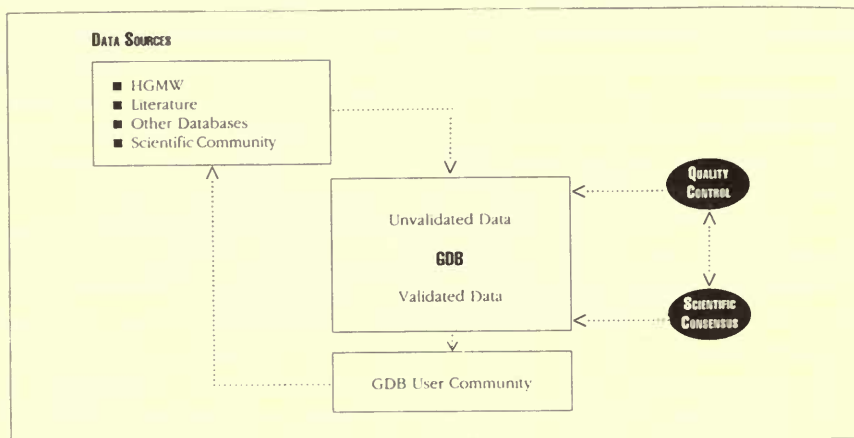 DATA SOURCES
■ HGMW
■ Literature
■ Other Databases
■ Scientific Community
Unvalidated Data
GDB
Validated Data
QUALITY
CONTROL
SCIENTIFIC
CONSENSUS
GDB User Community